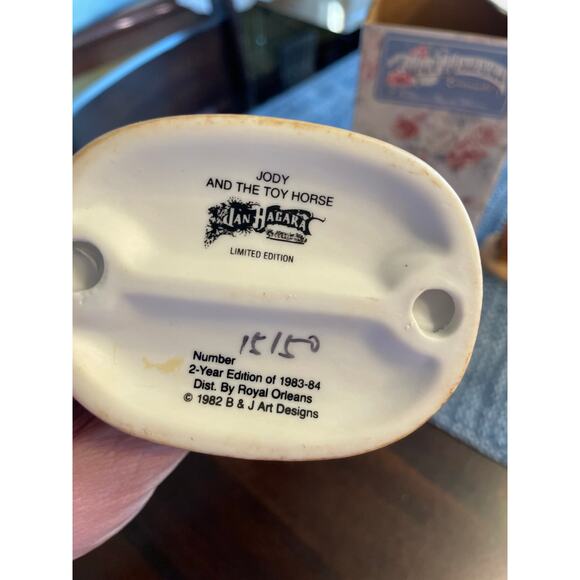 JODY
AND THE TOY HORSE
JAN HAGARA
LIMITED EDITION
15150
Number
2-Year Edition of 1983-84
Dist. By Royal Orleans
© 1982 B & J Art Designs